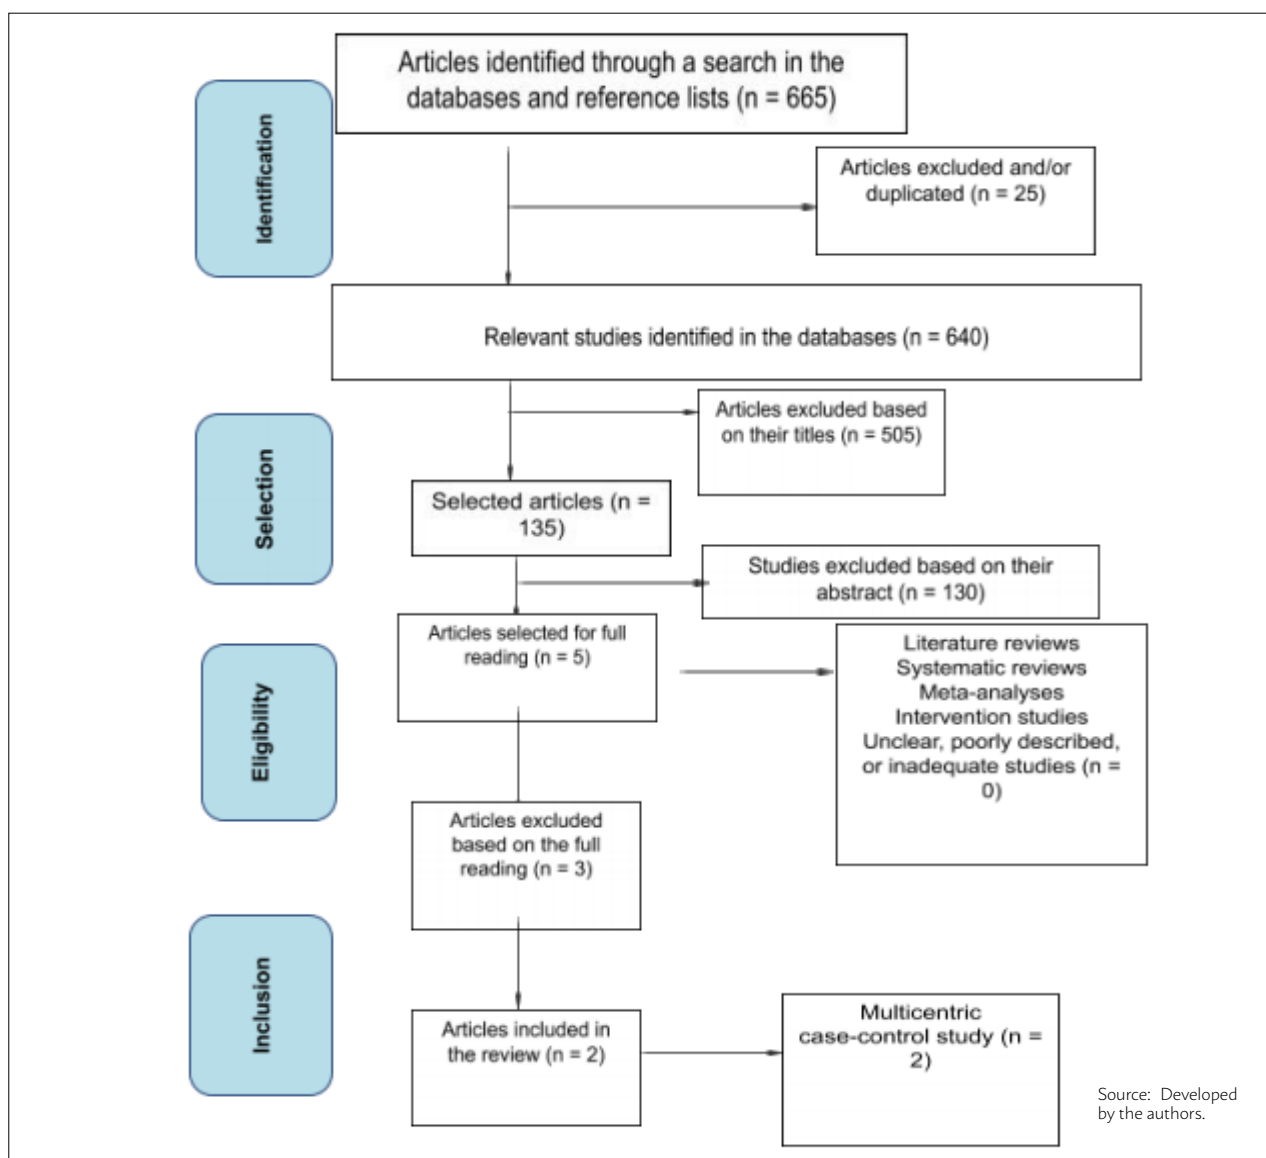 Identification
Articles identified through a search in the
databases and reference lists (n = 665)
Articles excluded and/or
duplicated (n = 25)
Relevant studies identified in the databases (n = 640)
Selection
Articles excluded based
on their titles (n = 505)
Selected articles (n =
135)
Studies excluded based on their
abstract (n = 130)
Eligibility
Articles selected for full
reading (n = 5)
Literature reviews
Systematic reviews
Meta-analyses
Intervention studies
Unclear, poorly described,
or inadequate studies (n =
0)
Articles excluded
based on the full
reading (n = 3)
Inclusion
Articles included in
the review (n = 2)
Multicentric
case-control study (n =
2)
Source: Developed
by the authors.